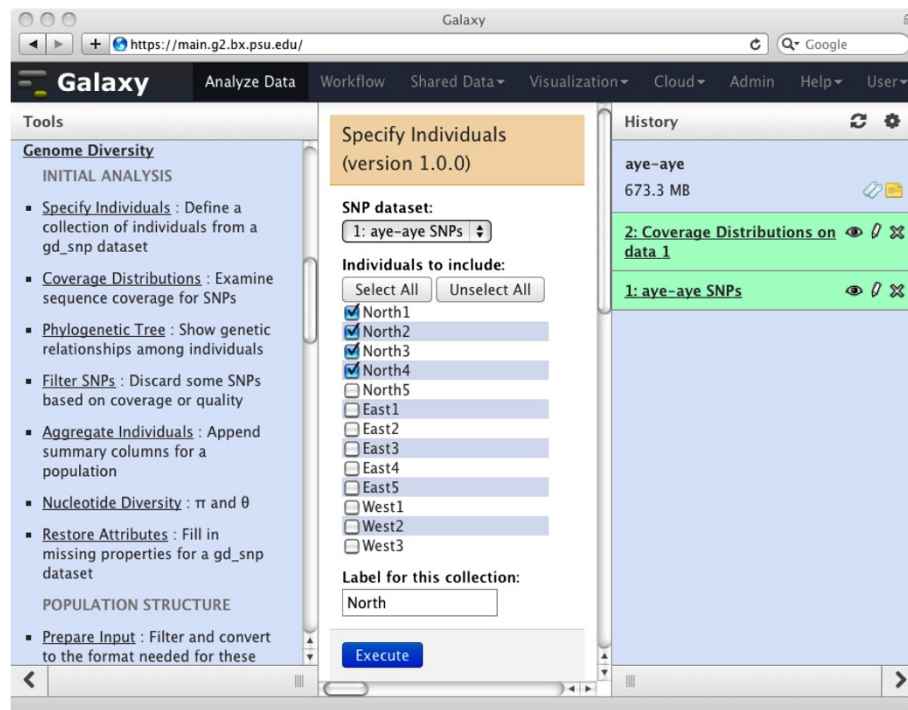 Galaxy
https://main.g2.bx.psu.edu/
Google
Galaxy Analyze Data Workflow Shared Data Visualization Cloud Admin Help User
Tools
Genome Diversity
INITIAL ANALYSIS
Specify Individuals : Define a
collection of individuals from a
gd_snp dataset
Coverage Distributions : Examine
sequence coverage for SNPs
Phylogenetic Tree : Show genetic
relationships among individuals
Filter SNPs : Discard some SNPs
based on coverage or quality
Aggregate Individuals : Append
summary columns for a
population
Nucleotide Diversity : π and θ
Restore Attributes : Fill in
missing properties for a gd_snp
dataset
POPULATION STRUCTURE
Prepare Input : Filter and convert
to the format needed for these
Specify Individuals
(version 1.0.0)
SNP dataset:
1: aye-aye SNPs
Individuals to include:
Select All Unselect All
North1
North2
North3
North4
North5
East1
East2
East3
East4
East5
West1
West2
West3
Label for this collection:
North
Execute
History
aye-aye
673.3 MB
2: Coverage Distributions on
data 1
1: aye-aye SNPs